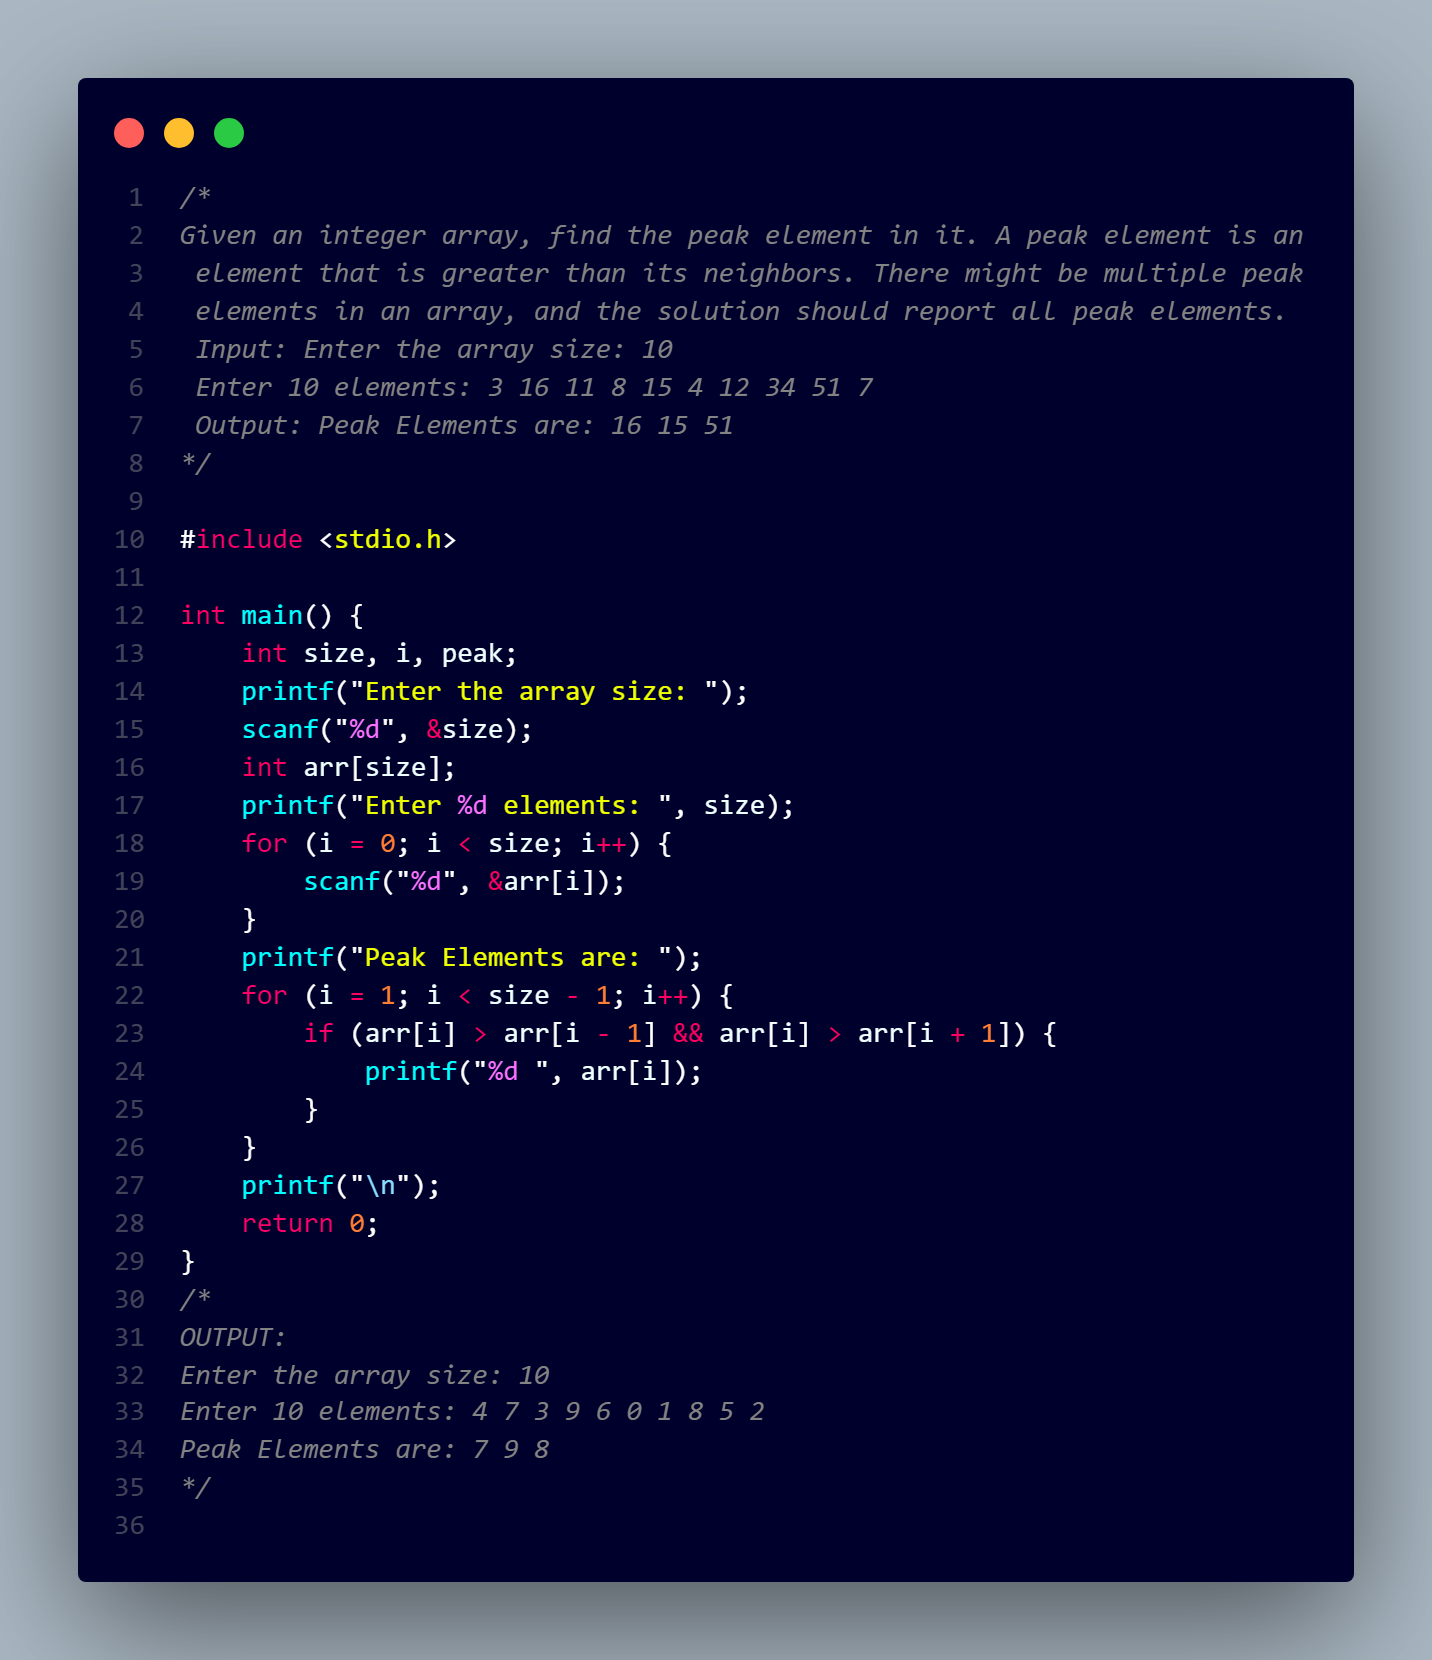 1 /*
2 Given an integer array, find the peak element in it. A peak element is an
3  element that is greater than its neighbors. There might be multiple peak
4  elements in an array, and the solution should report all peak elements.
5  Input: Enter the array size: 10
6  Enter 10 elements: 3 16 11 8 15 4 12 34 51 7
7  Output: Peak Elements are: 16 15 51
8 */
9
10 #include <stdio.h>
11
12 int main() {
13     int size, i, peak;
14     printf("Enter the array size: ");
15     scanf("%d", &size);
16     int arr[size];
17     printf("Enter %d elements: ", size);
18     for (i = 0; i < size; i++) {
19         scanf("%d", &arr[i]);
20     }
21     printf("Peak Elements are: ");
22     for (i = 1; i < size - 1; i++) {
23         if (arr[i] > arr[i - 1] && arr[i] > arr[i + 1]) {
24             printf("%d ", arr[i]);
25         }
26     }
27     printf("\n");
28     return 0;
29 }
30 /*
31 OUTPUT:
32 Enter the array size: 10
33 Enter 10 elements: 4 7 3 9 6 0 1 8 5 2
34 Peak Elements are: 7 9 8
35 */
36